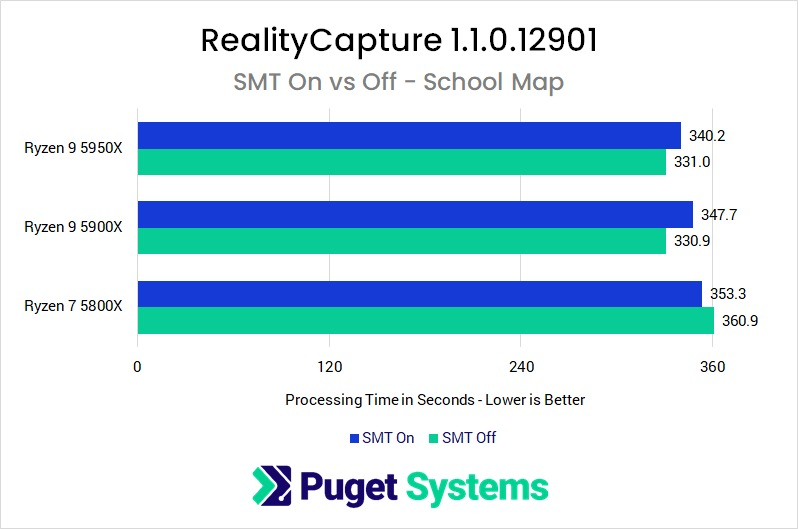 RealityCapture 1.1.0.12901
SMT On vs Off - School Map
Ryzen 9 5950X
340.2
331.0
Ryzen 9 5900X
347.7
330.9
Ryzen 7 5800X
353.3
360.9
0 120 240 360
Processing Time in Seconds - Lower is Better
SMT On SMT Off
Puget Systems